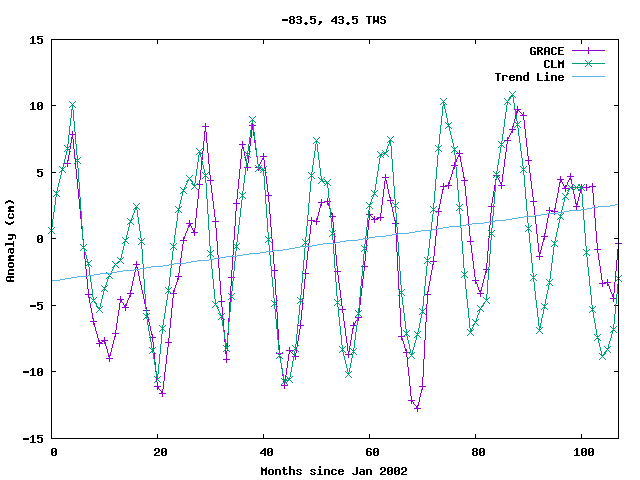 -83.5, 43.5 TWS
15
10
5
0
-5
-10
-15
Anomaly (cm)
GRACE
CLM
Trend Line
0 20 40 60 80 100
Months since Jan 2002